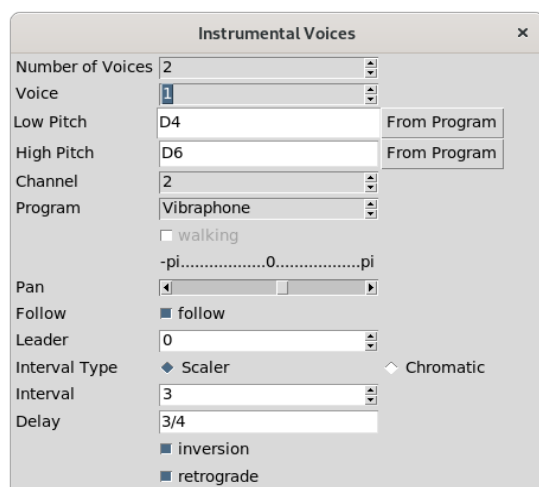 Instrumental Voices ×
Number of Voices 2
Voice 1
Low Pitch D4 From Program
High Pitch D6 From Program
Channel 2
Program Vibraphone
walking
-pi..................0..................pi
Pan
Follow follow
Leader 0
Interval Type Scaler Chromatic
Interval 3
Delay 3/4
inversion
retrograde